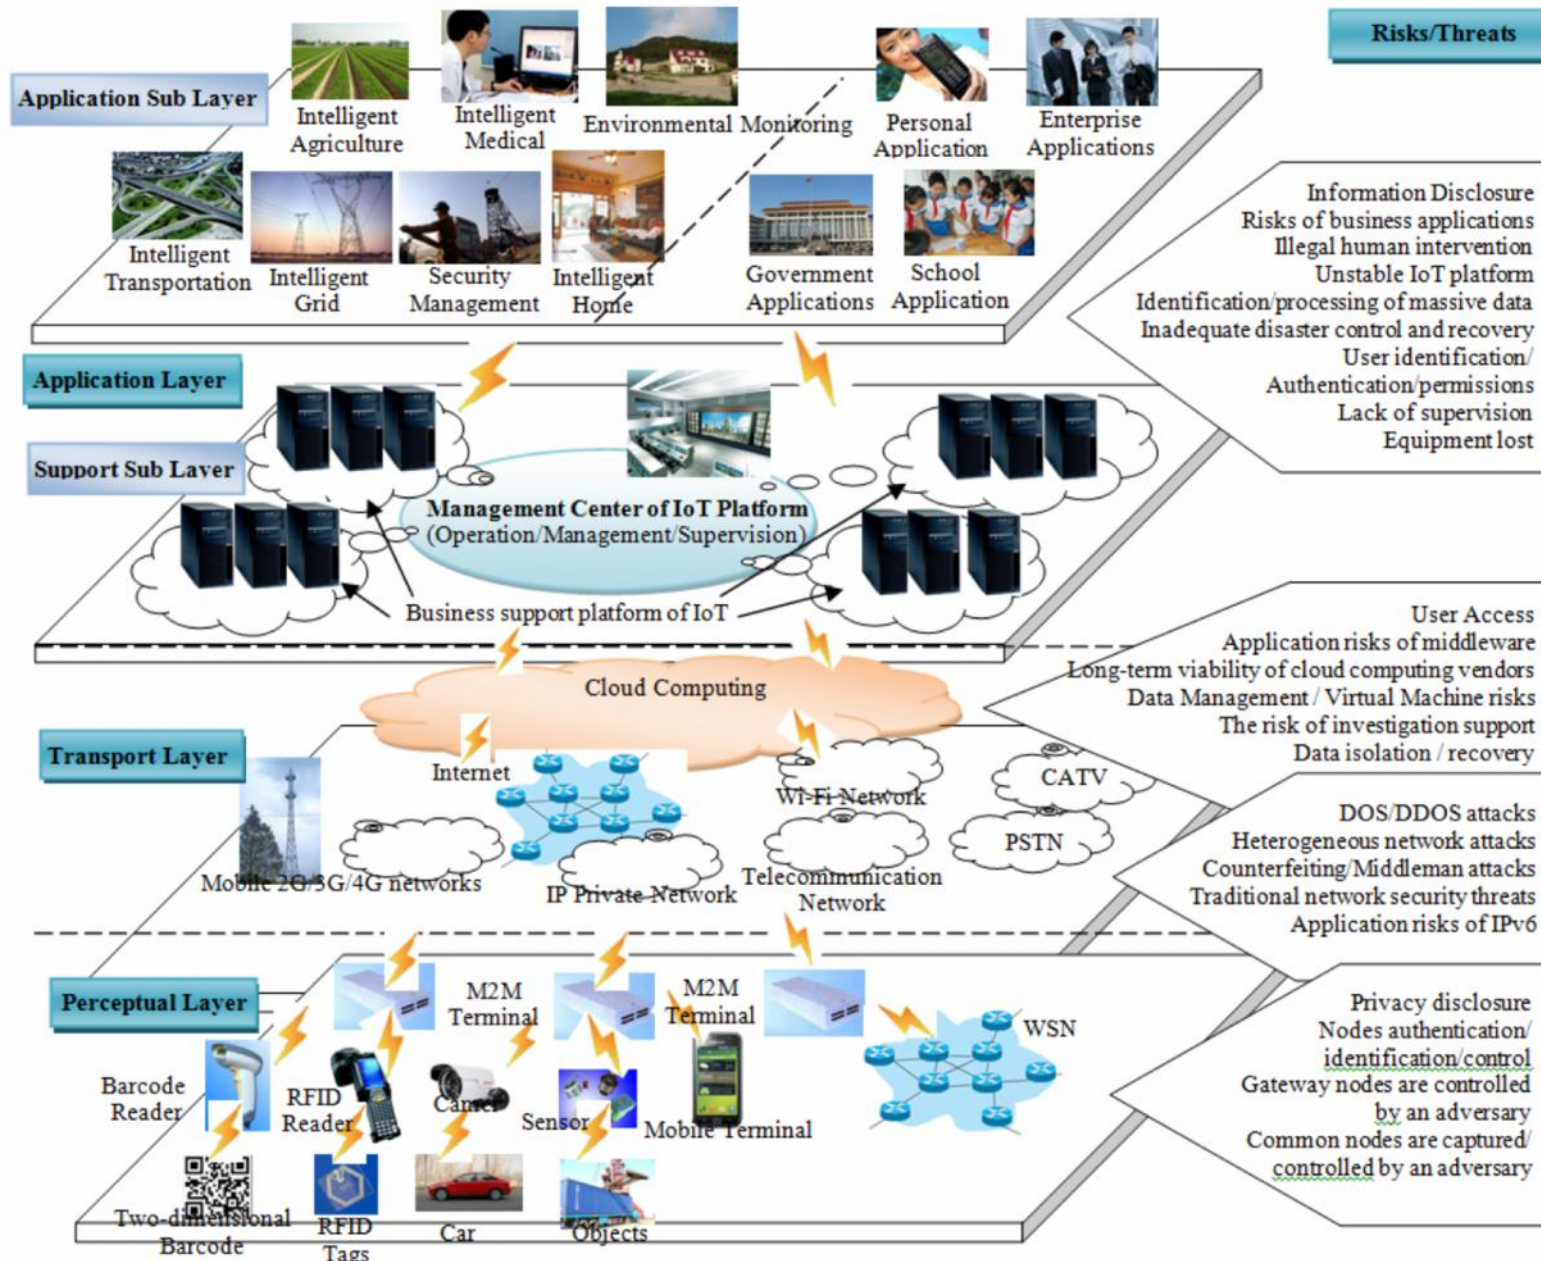 Risks/Threats
Application Sub Layer
Intelligent
Agriculture
Intelligent
Medical
Environmental Monitoring
Personal
Application
Enterprise
Applications
Intelligent
Transportation
Intelligent
Grid
Security
Management
Intelligent
Home
Government
Applications
School
Application
Information Disclosure
Risks of business applications
Illegal human intervention
Unstable IoT platform
Identification/processing of massive data
Inadequate disaster control and recovery
User identification/
Authentication/permissions
Lack of supervision
Equipment lost
Application Layer
Support Sub Layer
Management Center of IoT Platform
(Operation/Management/Supervision)
Business support platform of IoT
User Access
Application risks of middleware
Long-term viability of cloud computing vendors
Data Management / Virtual Machine risks
The risk of investigation support
Data isolation / recovery
Cloud Computing
Transport Layer
Internet
Wi-Fi Network
CATV
PSTN
Mobile 2G/3G/4G networks
IP Private Network
Telecommunication
Network
DOS/DDOS attacks
Heterogeneous network attacks
Counterfeiting/Middleman attacks
Traditional network security threats
Application risks of IPv6
Perceptual Layer
M2M
Terminal
M2M
Terminal
WSN
Barcode
Reader
RFID
Reader
Sensor
Mobile Terminal
Two-dimensional
Barcode
RFID
Tags
Car
Objects
Privacy disclosure
Nodes authentication/
identification/control
Gateway nodes are controlled
by an adversary
Common nodes are captured/
controlled by an adversary